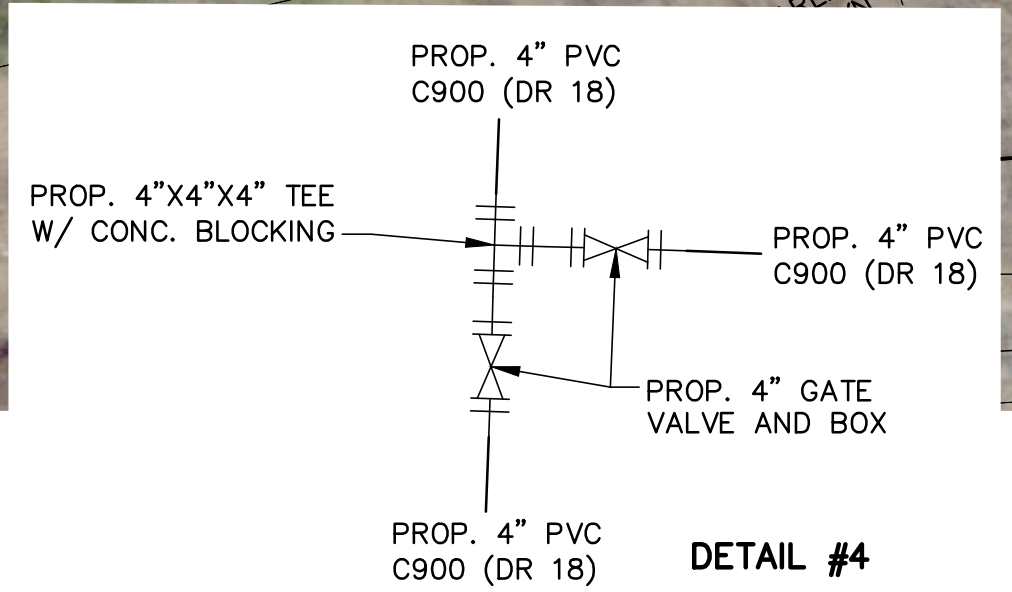 PROP. 4" PVC
C900 (DR 18)
PROP. 4"X4"X4" TEE
W/ CONC. BLOCKING
PROP. 4" PVC
C900 (DR 18)
PROP. 4" GATE
VALVE AND BOX
PROP. 4" PVC
C900 (DR 18)
DETAIL #4